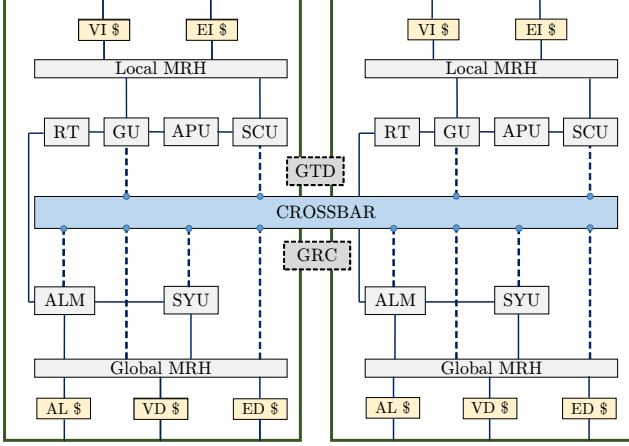 VI $ EI $ VI $ EI $
Local MRH Local MRH
RT GU APU SCU RT GU APU SCU
GTD
CROSSBAR
GRC
ALM SYU ALM SYU
Global MRH Global MRH
AL $ VD $ ED $ AL $ VD $ ED $